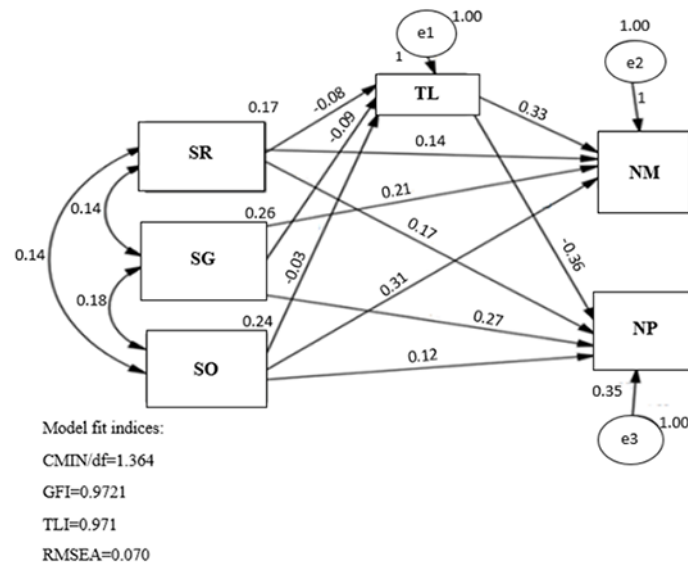 1.00
e1
1.00
e2
1
1
TL
0.17
-0.08
0.33
SR
-0.09
0.14
NM
0.14
0.21
0.26
0.17
0.14
SG
-0.03
-0.36
0.18
0.31
0.24
0.27
NP
SO
0.12
0.35
1.00
e3
Model fit indices:
CMIN/df=1.364
GFI=0.9721
TLI=0.971
RMSEA=0.070